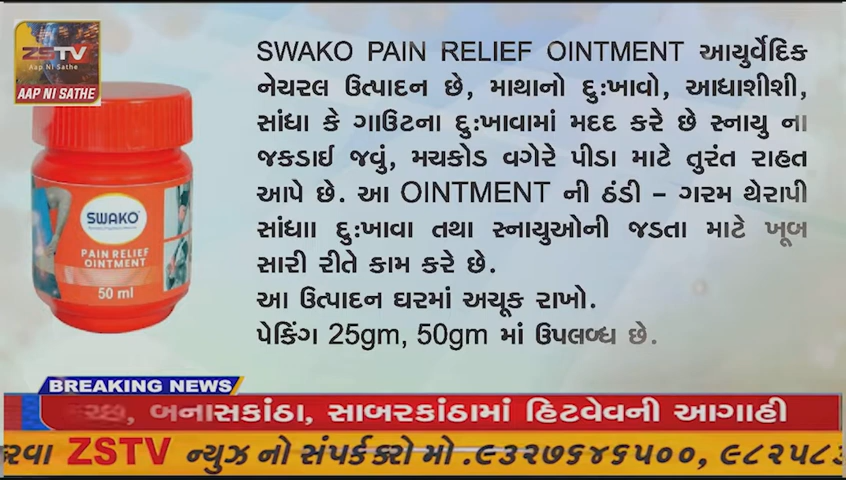 ZSTV
Aap Ni Sathe
AAP NI SATHE
SWAKO PAIN RELIEF OINTMENT આયુર્વેદિક
નેચરલ ઉત્પાદન છે, માથાનો દુઃખાવો, આધાશીશી,
સાંધા કે ગાઉટના દુઃખાવામાં મદદ કરે છે સ્નાયુ ના
જકડાઈ જવું, મચકોડ વગેરે પીડા માટે તુરંત રાહત
આપે છે. આ OINTMENT ની ઠંડી – ગરમ થેરાપી
સાંધાા દુઃખાવા તથા સ્નાયુઓની જડતા માટે ખૂબ
સારી રીતે કામ કરે છે.
આ ઉત્પાદન ઘરમાં અચૂક રાખો.
પેકિંગ 25gm, 50gm માં ઉપલબ્ધ છે.
SWAKO
PAIN RELIEF
OINTMENT
50 ml
BREAKING NEWS
બનાસકાંઠા, સાબરકાંઠામાં હિટવેવની આગાહી
ZSTV ન્યુઝ નો સંપર્ક કરો મો .૯૩૨૭૬૪૬૫૦૦, ૯૮૨૫૮૩